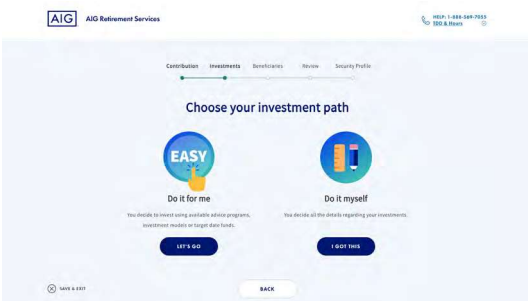 AIG
AIG Retirement Services
HELP: 1-888-569-7055
TDD & Hours
Contribution Investments Beneficiaries Review Security Profile
Choose your investment path
EASY
Do it for me
Do it myself
You decide to invest using available advice programs,
investment models or target date funds.
You decide all the details regarding your investments.
LET'S GO
I GOT THIS
SAVE & EXIT
BACK